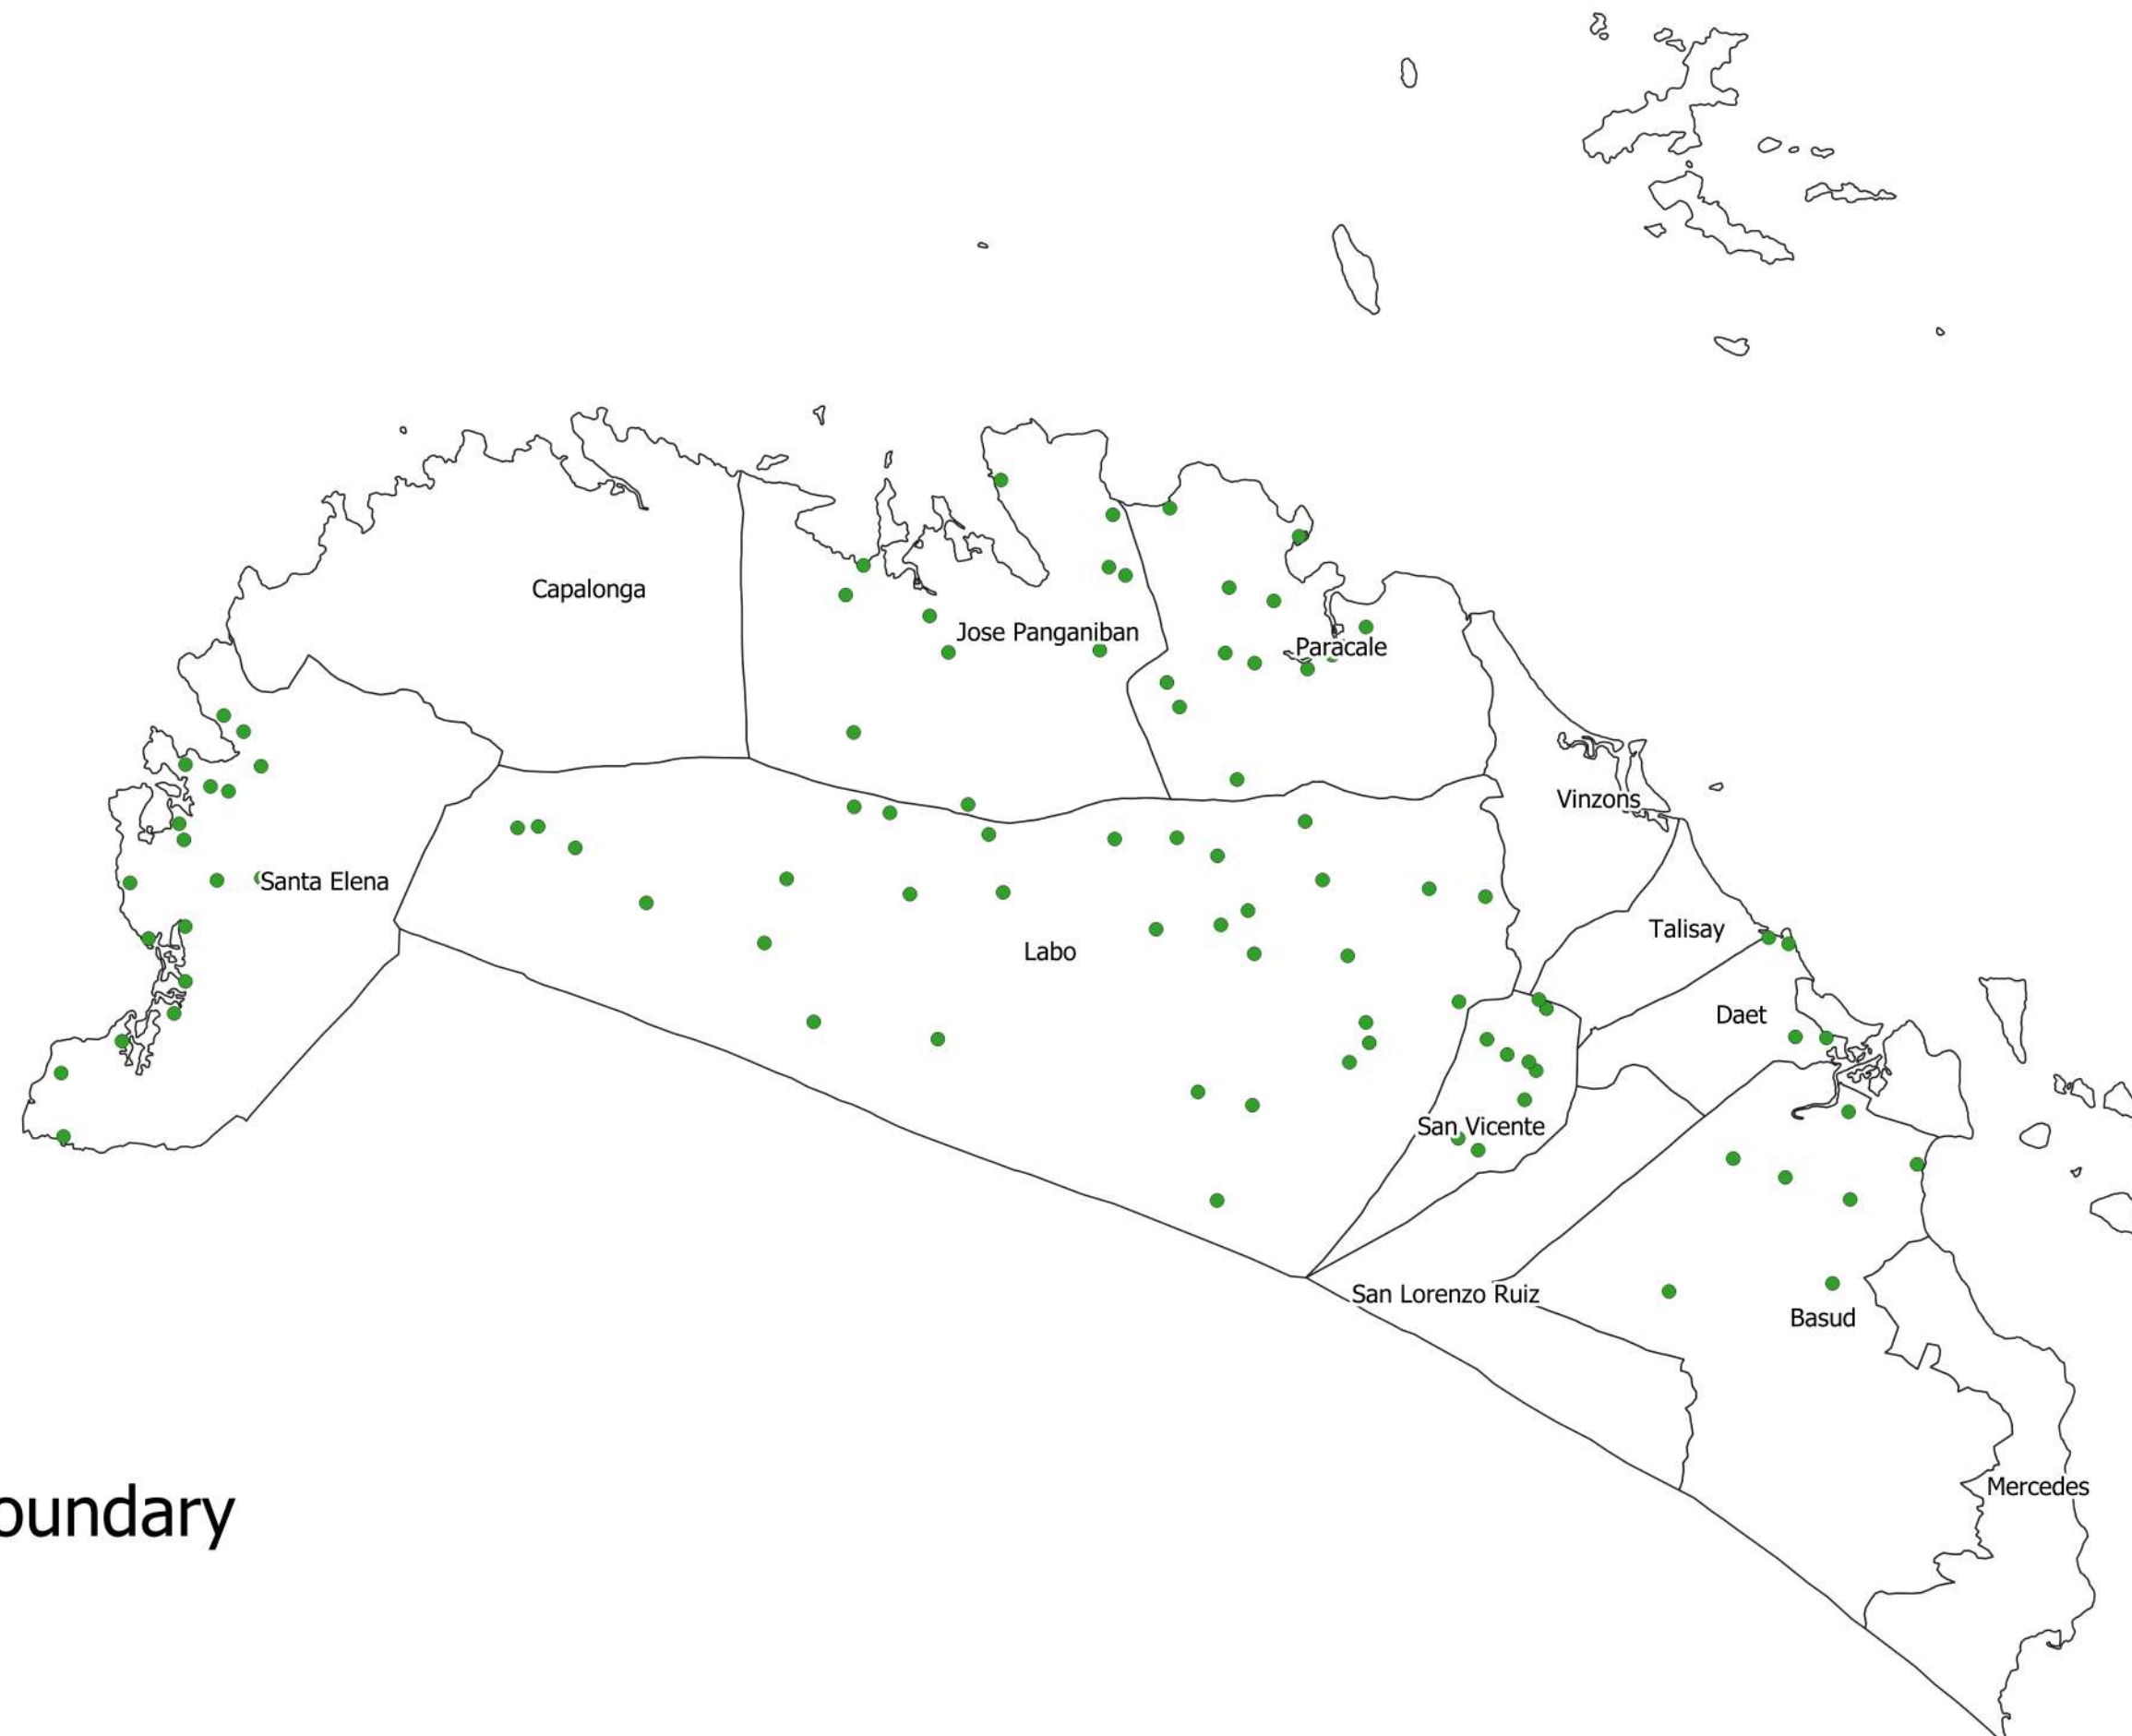 Capalonga
Jose Panganiban
Paracale
Vinzons
Santa Elena
Talisay
Labo
Daet
San Vicente
San Lorenzo Ruiz
Basud
Mercedes
oundary